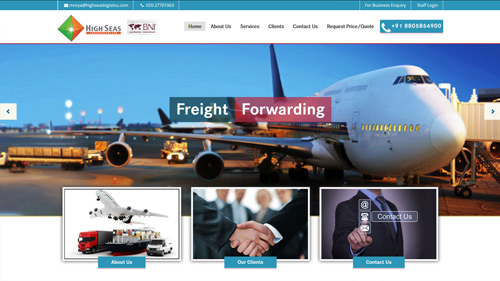 morya@highseaslogistics.com 020 27701063 For Business Enquiry Staff Login
HIGH SEAS
BNI
Home About Us Services Clients Contact Us Request Price/Quote +91 8805854900
Freight Forwarding
@
Contact Us
About Us Our Clients Contact Us